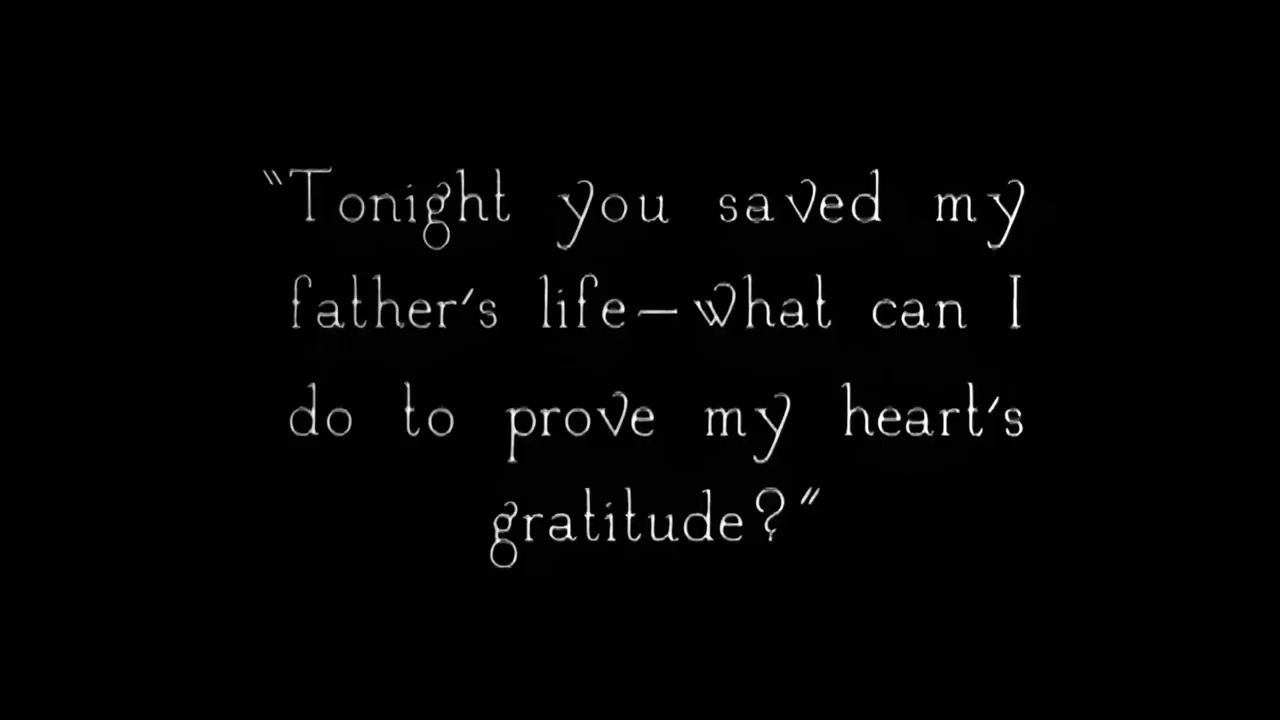 "Tonight you saved my
father's life—what can I
do to prove my heart's
gratitude?"